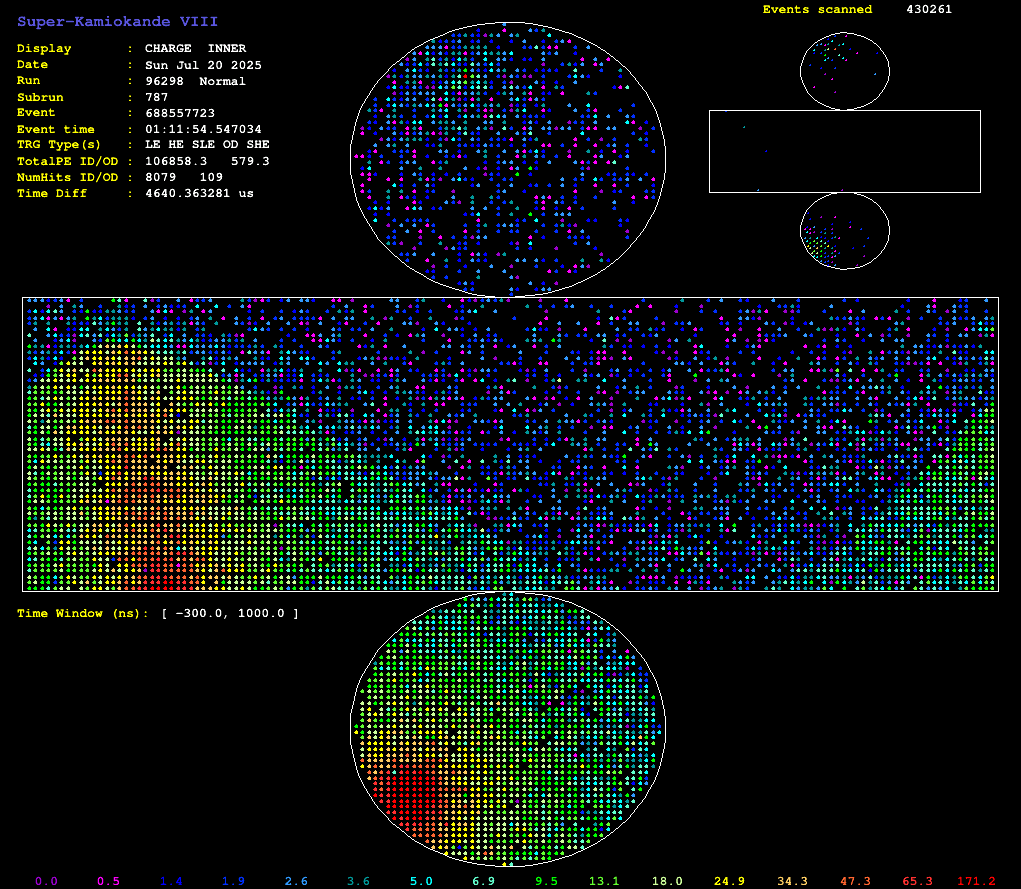 Super-Kamiokande VIII
Events scanned 430261
Display : CHARGE INNER
Date : Sun Jul 20 2025
Run : 96298 Normal
Subrun : 787
Event : 688557723
Event time : 01:11:54.547034
TRG Type(s) : LE HE SLE OD SHE
TotalPE ID/OD : 106858.3 579.3
NumHits ID/OD : 8079 109
Time Diff : 4640.363281 us
Time Window (ns): [ -300.0, 1000.0 ]
0.0 0.5 1.4 1.9 2.6 3.6 5.0 6.9 9.5 13.1 18.0 24.9 34.3 47.3 65.3 171.2